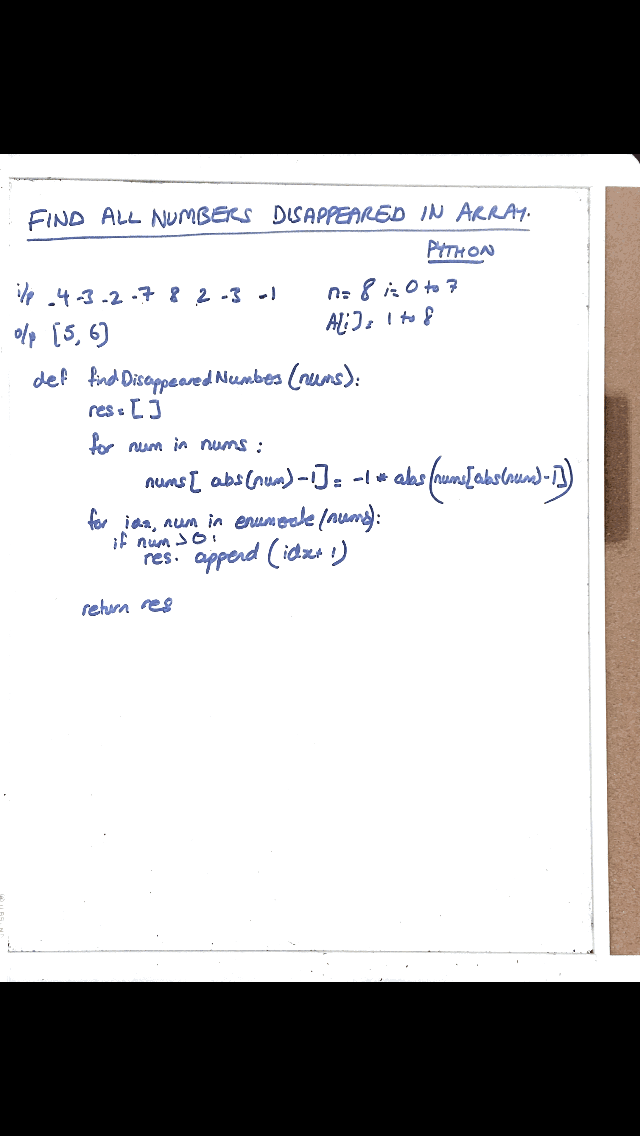 FIND ALL NUMBERS DISAPPEARED IN ARRAY.
PYTHON
i/p -4 -3 -2 -7 8 2 -3 -1 n= 8 i= 0 to 7
o/p [5, 6] A[i]= 1 to 8
def findDisappearedNumbes(nums):
res = [ ]
for num in nums :
nums[ abs(num) -1] = -1 * abs(nums[abs(num)-1])
for idx, num in enumerate(nums):
if num > 0:
res. append (idx+1)
return res